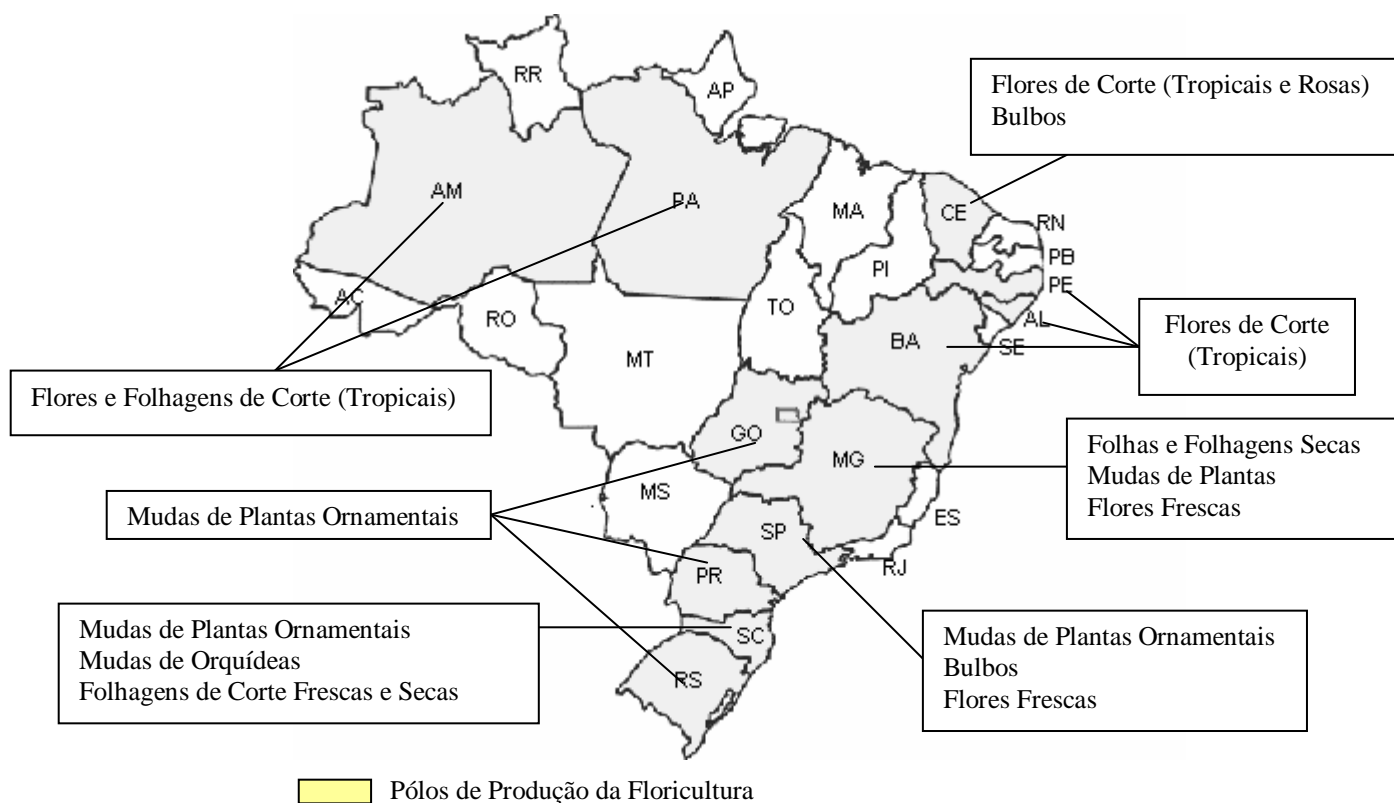 RR
AP
Flores de Corte (Tropicais e Rosas)
Bulbos
AM
PA
MA
CE
RN
PB
PI
PE
AC
RO
TO
AL
BA
SE
MT
Flores de Corte
(Tropicais)
Flores e Folhagens de Corte (Tropicais)
GO
MG
Folhas e Folhagens Secas
Mudas de Plantas
Flores Frescas
MS
ES
Mudas de Plantas Ornamentais
SP
RJ
PR
Mudas de Plantas Ornamentais
Mudas de Orquídeas
Folhagens de Corte Frescas e Secas
SC
RS
Mudas de Plantas Ornamentais
Bulbos
Flores Frescas
Pólos de Produção da Floricultura